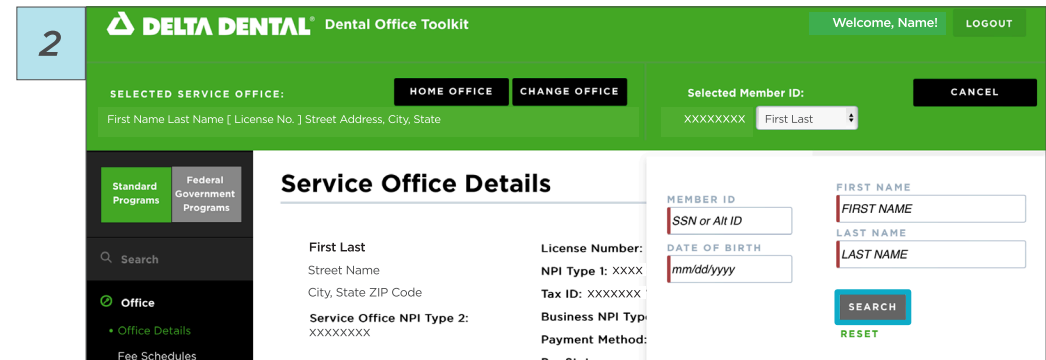 2
DELTA DENTAL® Dental Office Toolkit
Welcome, Name!
LOGOUT
SELECTED SERVICE OFFICE:
HOME OFFICE
CHANGE OFFICE
First Name Last Name [ License No. ] Street Address, City, State
Selected Member ID:
CANCEL
XXXXXXXX
First Last
Standard
Programs
Federal
Government
Programs
Search
Office
• Office Details
Fee Schedules
Service Office Details
First Last
Street Name
City, State ZIP Code
Service Office NPI Type 2:
XXXXXXXX
License Number:
NPI Type 1: XXXX
Tax ID: XXXXXXX
Business NPI Typ
Payment Method:
MEMBER ID
SSN or Alt ID
DATE OF BIRTH
mm/dd/yyyy
FIRST NAME
FIRST NAME
LAST NAME
LAST NAME
SEARCH
RESET